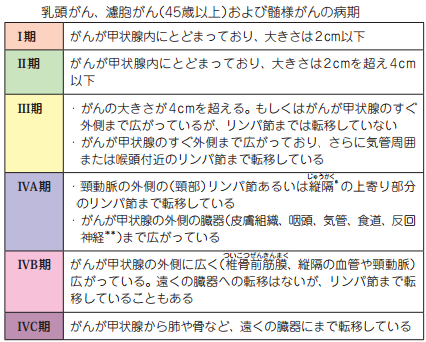 乳頭がん、濾胞がん(45歳以上)および髄様がんの病期
I期
がんが甲状腺内にとどまっており、大きさは2cm以下
II期
がんが甲状腺内にとどまっており、大きさは2cmを超え4cm
以下
III期
・がんの大きさが4cmを超える。もしくはがんが甲状腺のすぐ
外側まで広がっているが、リンパ節までは転移していない
・がんが甲状腺のすぐ外側まで広がっており、さらに気管周囲
または喉頭付近のリンパ節まで転移している
IVA期
じゅうかく
・頸動脈の外側の(頸部)リンパ節あるいは縦隔*の上寄り部分
のリンパ節まで転移している
・がんが甲状腺の外側の臓器(皮膚組織、咽頭、気管、食道、反回
神経**)まで広がっている
IVB期
ついこつぜんきんまく
がんが甲状腺の外側に広く(椎骨前筋膜、縦隔の血管や頸動脈)
広がっている。遠くの臓器への転移はないが、リンパ節まで転
移していることもある
IVC期
がんが甲状腺から肺や骨など、遠くの臓器にまで転移している